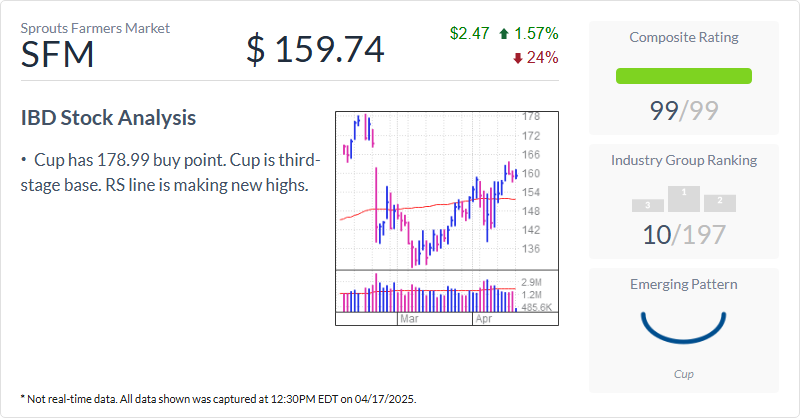 Sprouts Farmers Market
SFM
$ 159.74
$2.47 1.57%
24%
IBD Stock Analysis
• Cup has 178.99 buy point. Cup is third-
stage base. RS line is making new highs.
178
172
166
160
154
148
142
136
2.9M
1.2M
485.6K
Mar Apr
Composite Rating
99/99
Industry Group Ranking
3 1 2
10/197
Emerging Pattern
Cup
* Not real-time data. All data shown was captured at 12:30PM EDT on 04/17/2025.